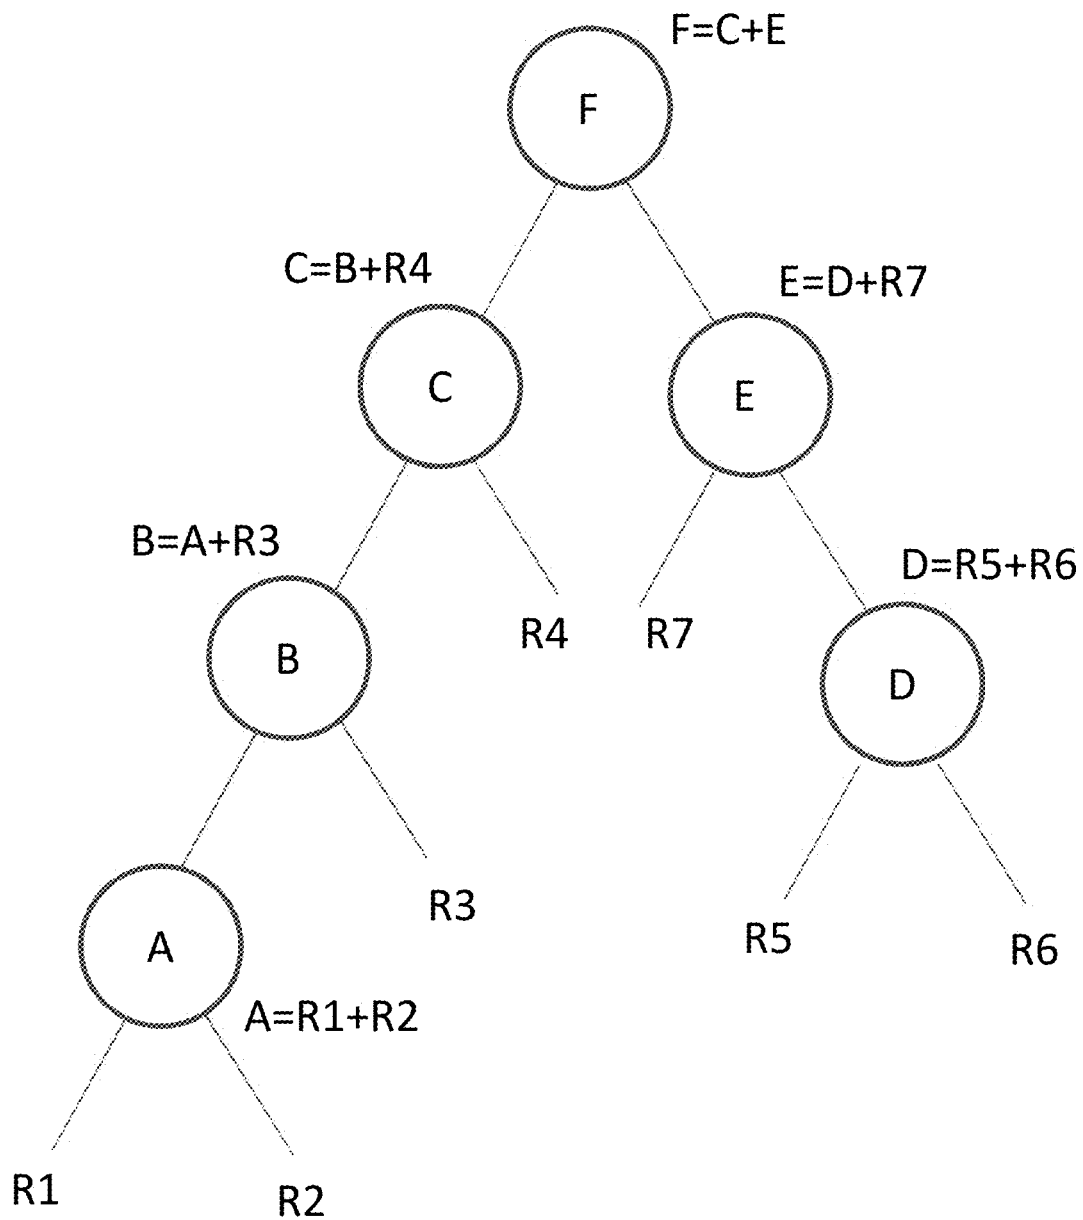 F=C+E
F
C=B+R4
E=D+R7
C
E
B=A+R3
D=R5+R6
R4
R7
B
D
R3
R5
R6
A
A=R1+R2
R1
R2